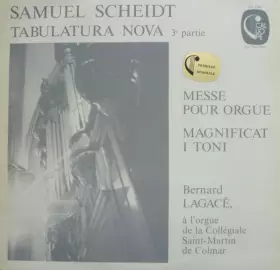 SAMUEL SCHEIDT
TABULATURA NOVA 3e partie
MESSE
POUR ORGUE
MAGNIFICAT
I TONI
Bernard
LAGACÉ,
à l'orgue
de la Collégiale
Saint-Martin
de Colmar